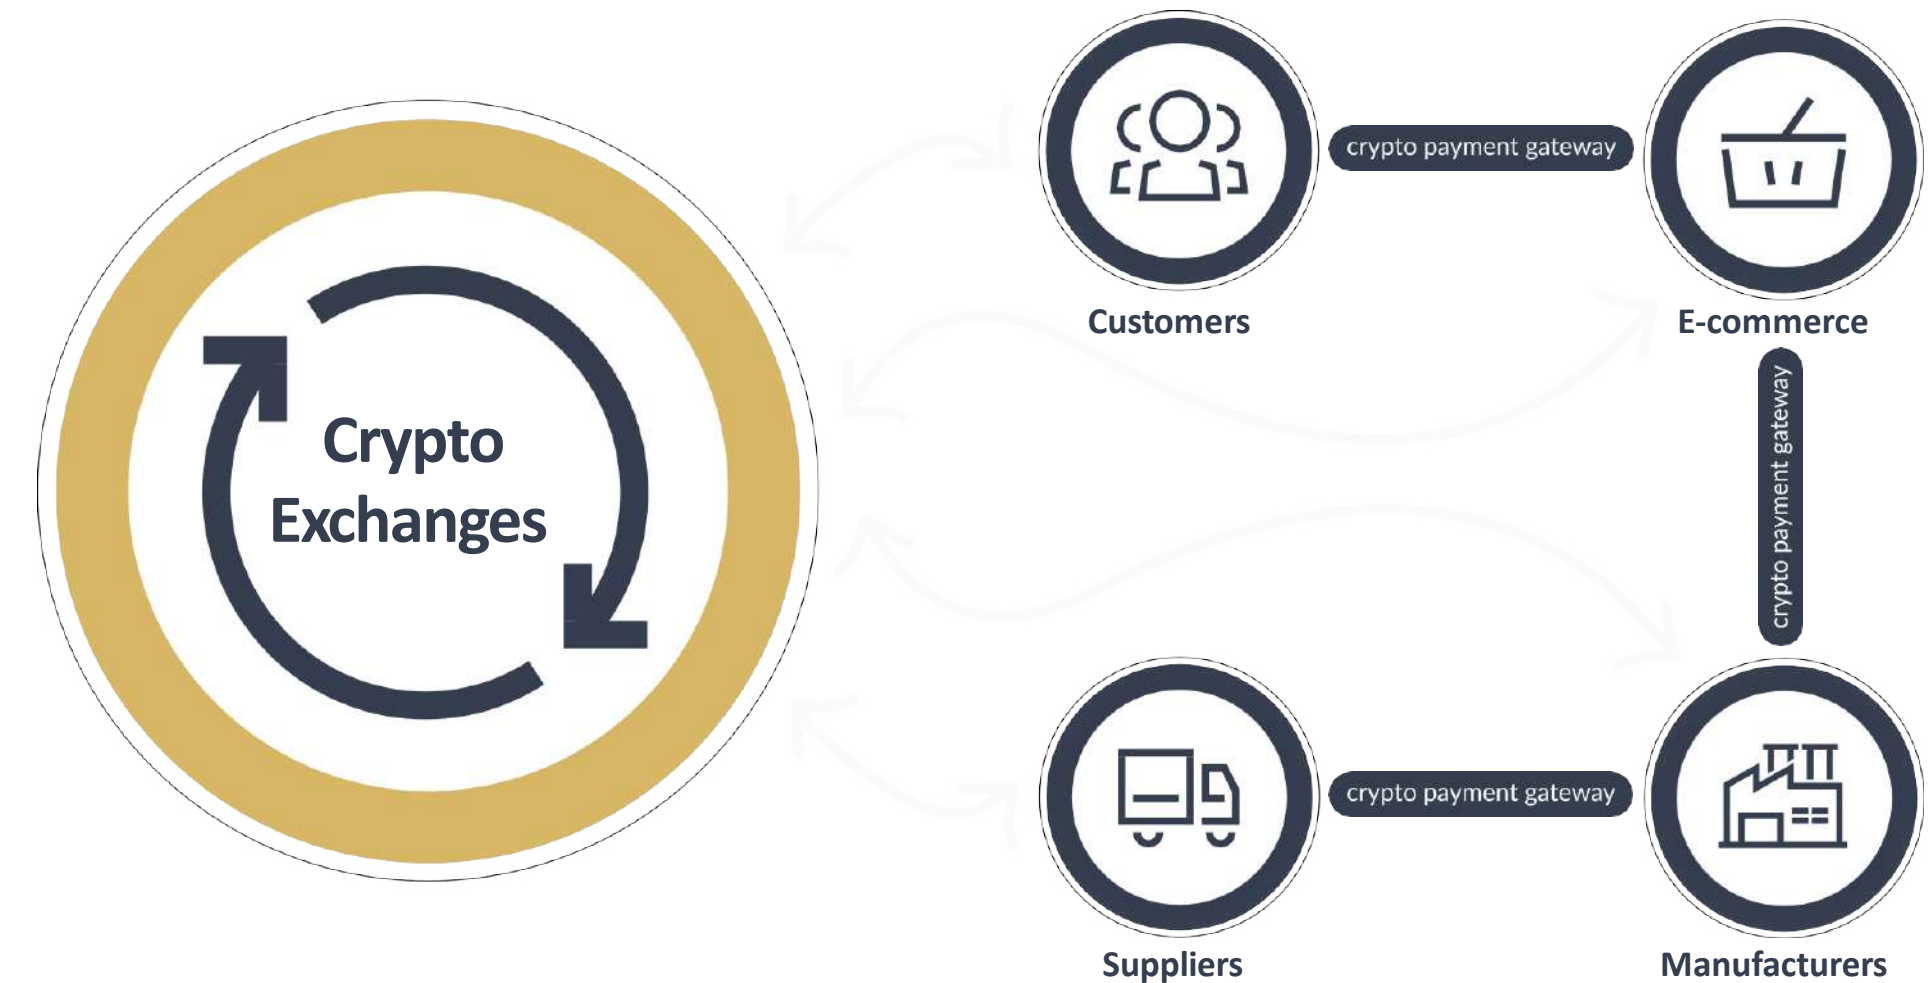 Crypto
Exchanges
crypto payment gateway
Customers
E-commerce
crypto payment gateway
crypto payment gateway
Suppliers
Manufacturers